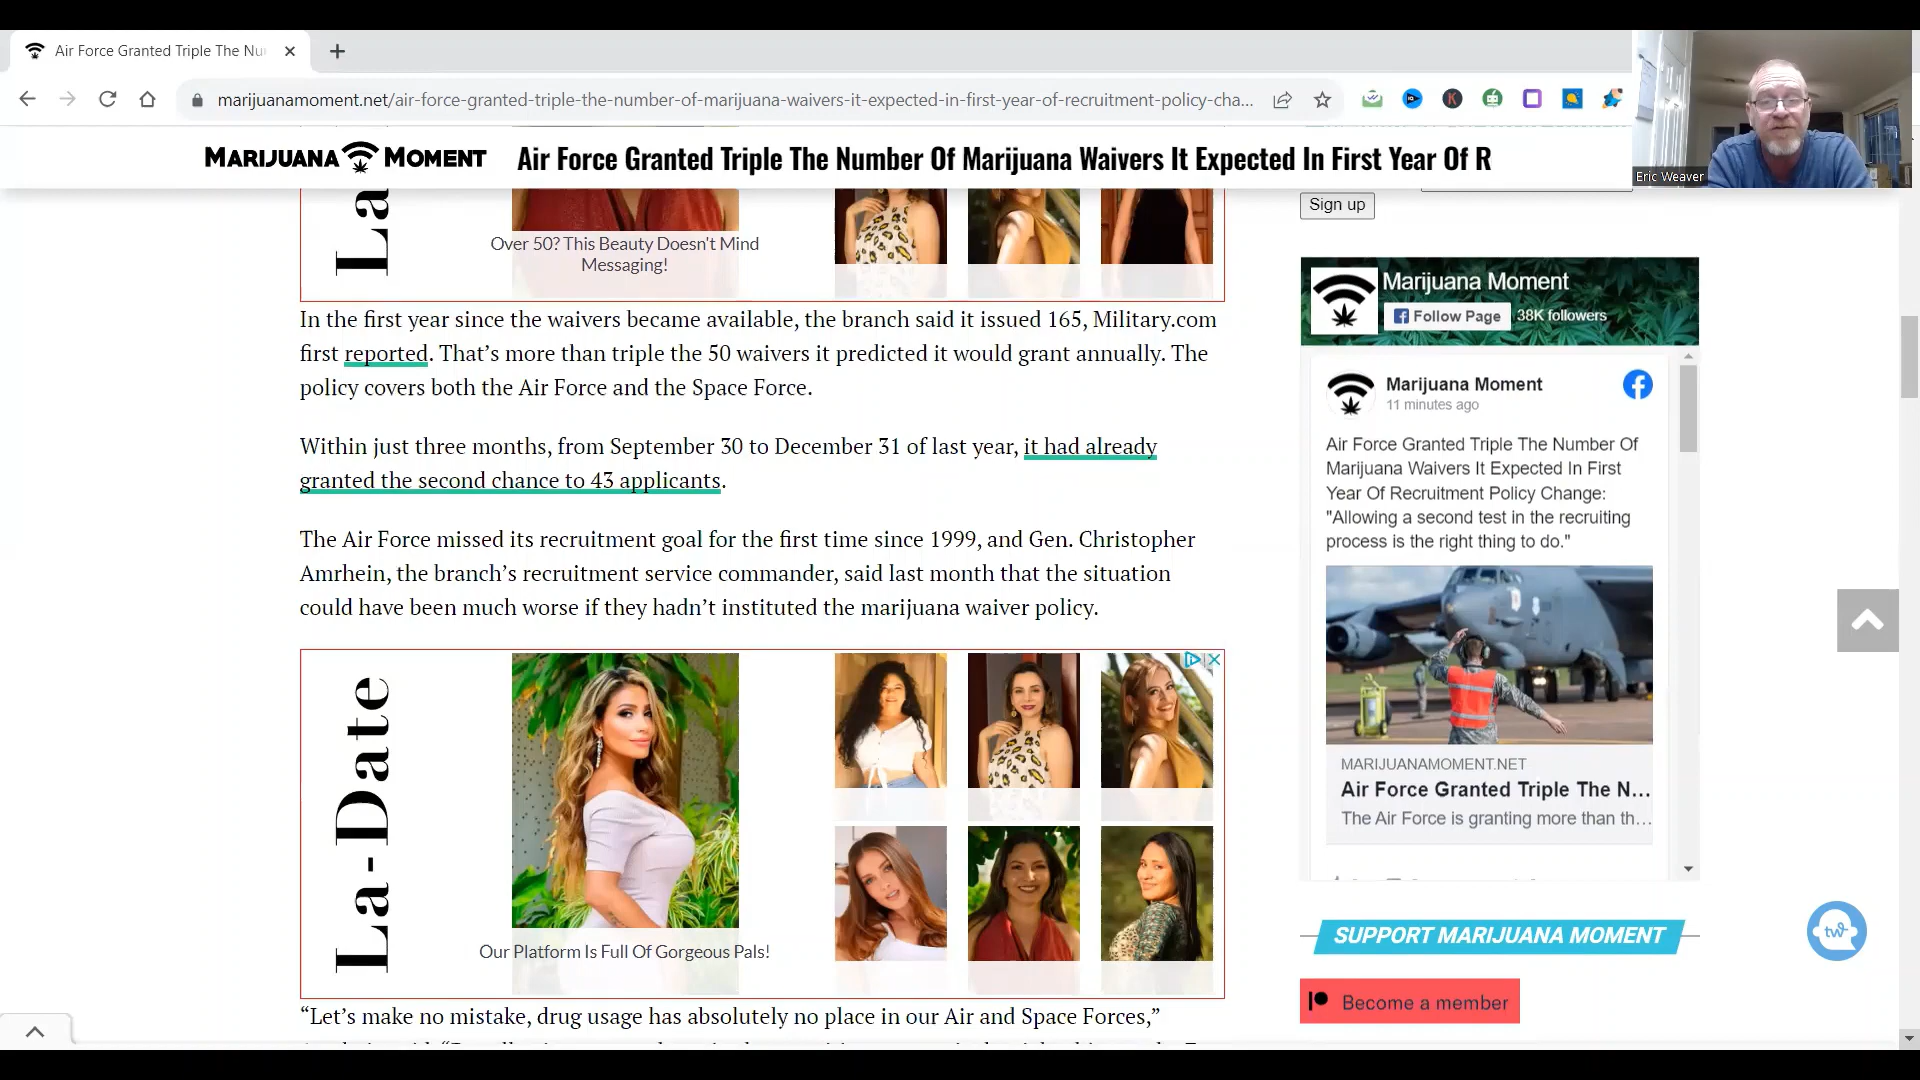 Air Force Granted Triple The Nu
marijuanamoment.net/air-force-granted-triple-the-number-of-marijuana-waivers-it-expected-in-first-year-of-recruitment-policy-cha...
MARIJUANA MOMENT
Air Force Granted Triple The Number Of Marijuana Waivers It Expected In First Year Of R
Eric Weaver
La
Over 50? This Beauty Doesn't Mind
Messaging!
In the first year since the waivers became available, the branch said it issued 165, Military.com
first reported. That’s more than triple the 50 waivers it predicted it would grant annually. The
policy covers both the Air Force and the Space Force.
Within just three months, from September 30 to December 31 of last year, it had already
granted the second chance to 43 applicants.
The Air Force missed its recruitment goal for the first time since 1999, and Gen. Christopher
Amrhein, the branch’s recruitment service commander, said last month that the situation
could have been much worse if they hadn’t instituted the marijuana waiver policy.
La-Date
Our Platform Is Full Of Gorgeous Pals!
“Let’s make no mistake, drug usage has absolutely no place in our Air and Space Forces,”
Sign up
Marijuana Moment
Follow Page
38K followers
Marijuana Moment
11 minutes ago
Air Force Granted Triple The Number Of
Marijuana Waivers It Expected In First
Year Of Recruitment Policy Change:
"Allowing a second test in the recruiting
process is the right thing to do."
MARIJUANAMOMENT.NET
Air Force Granted Triple The N...
The Air Force is granting more than th...
SUPPORT MARIJUANA MOMENT
tw
Become a member